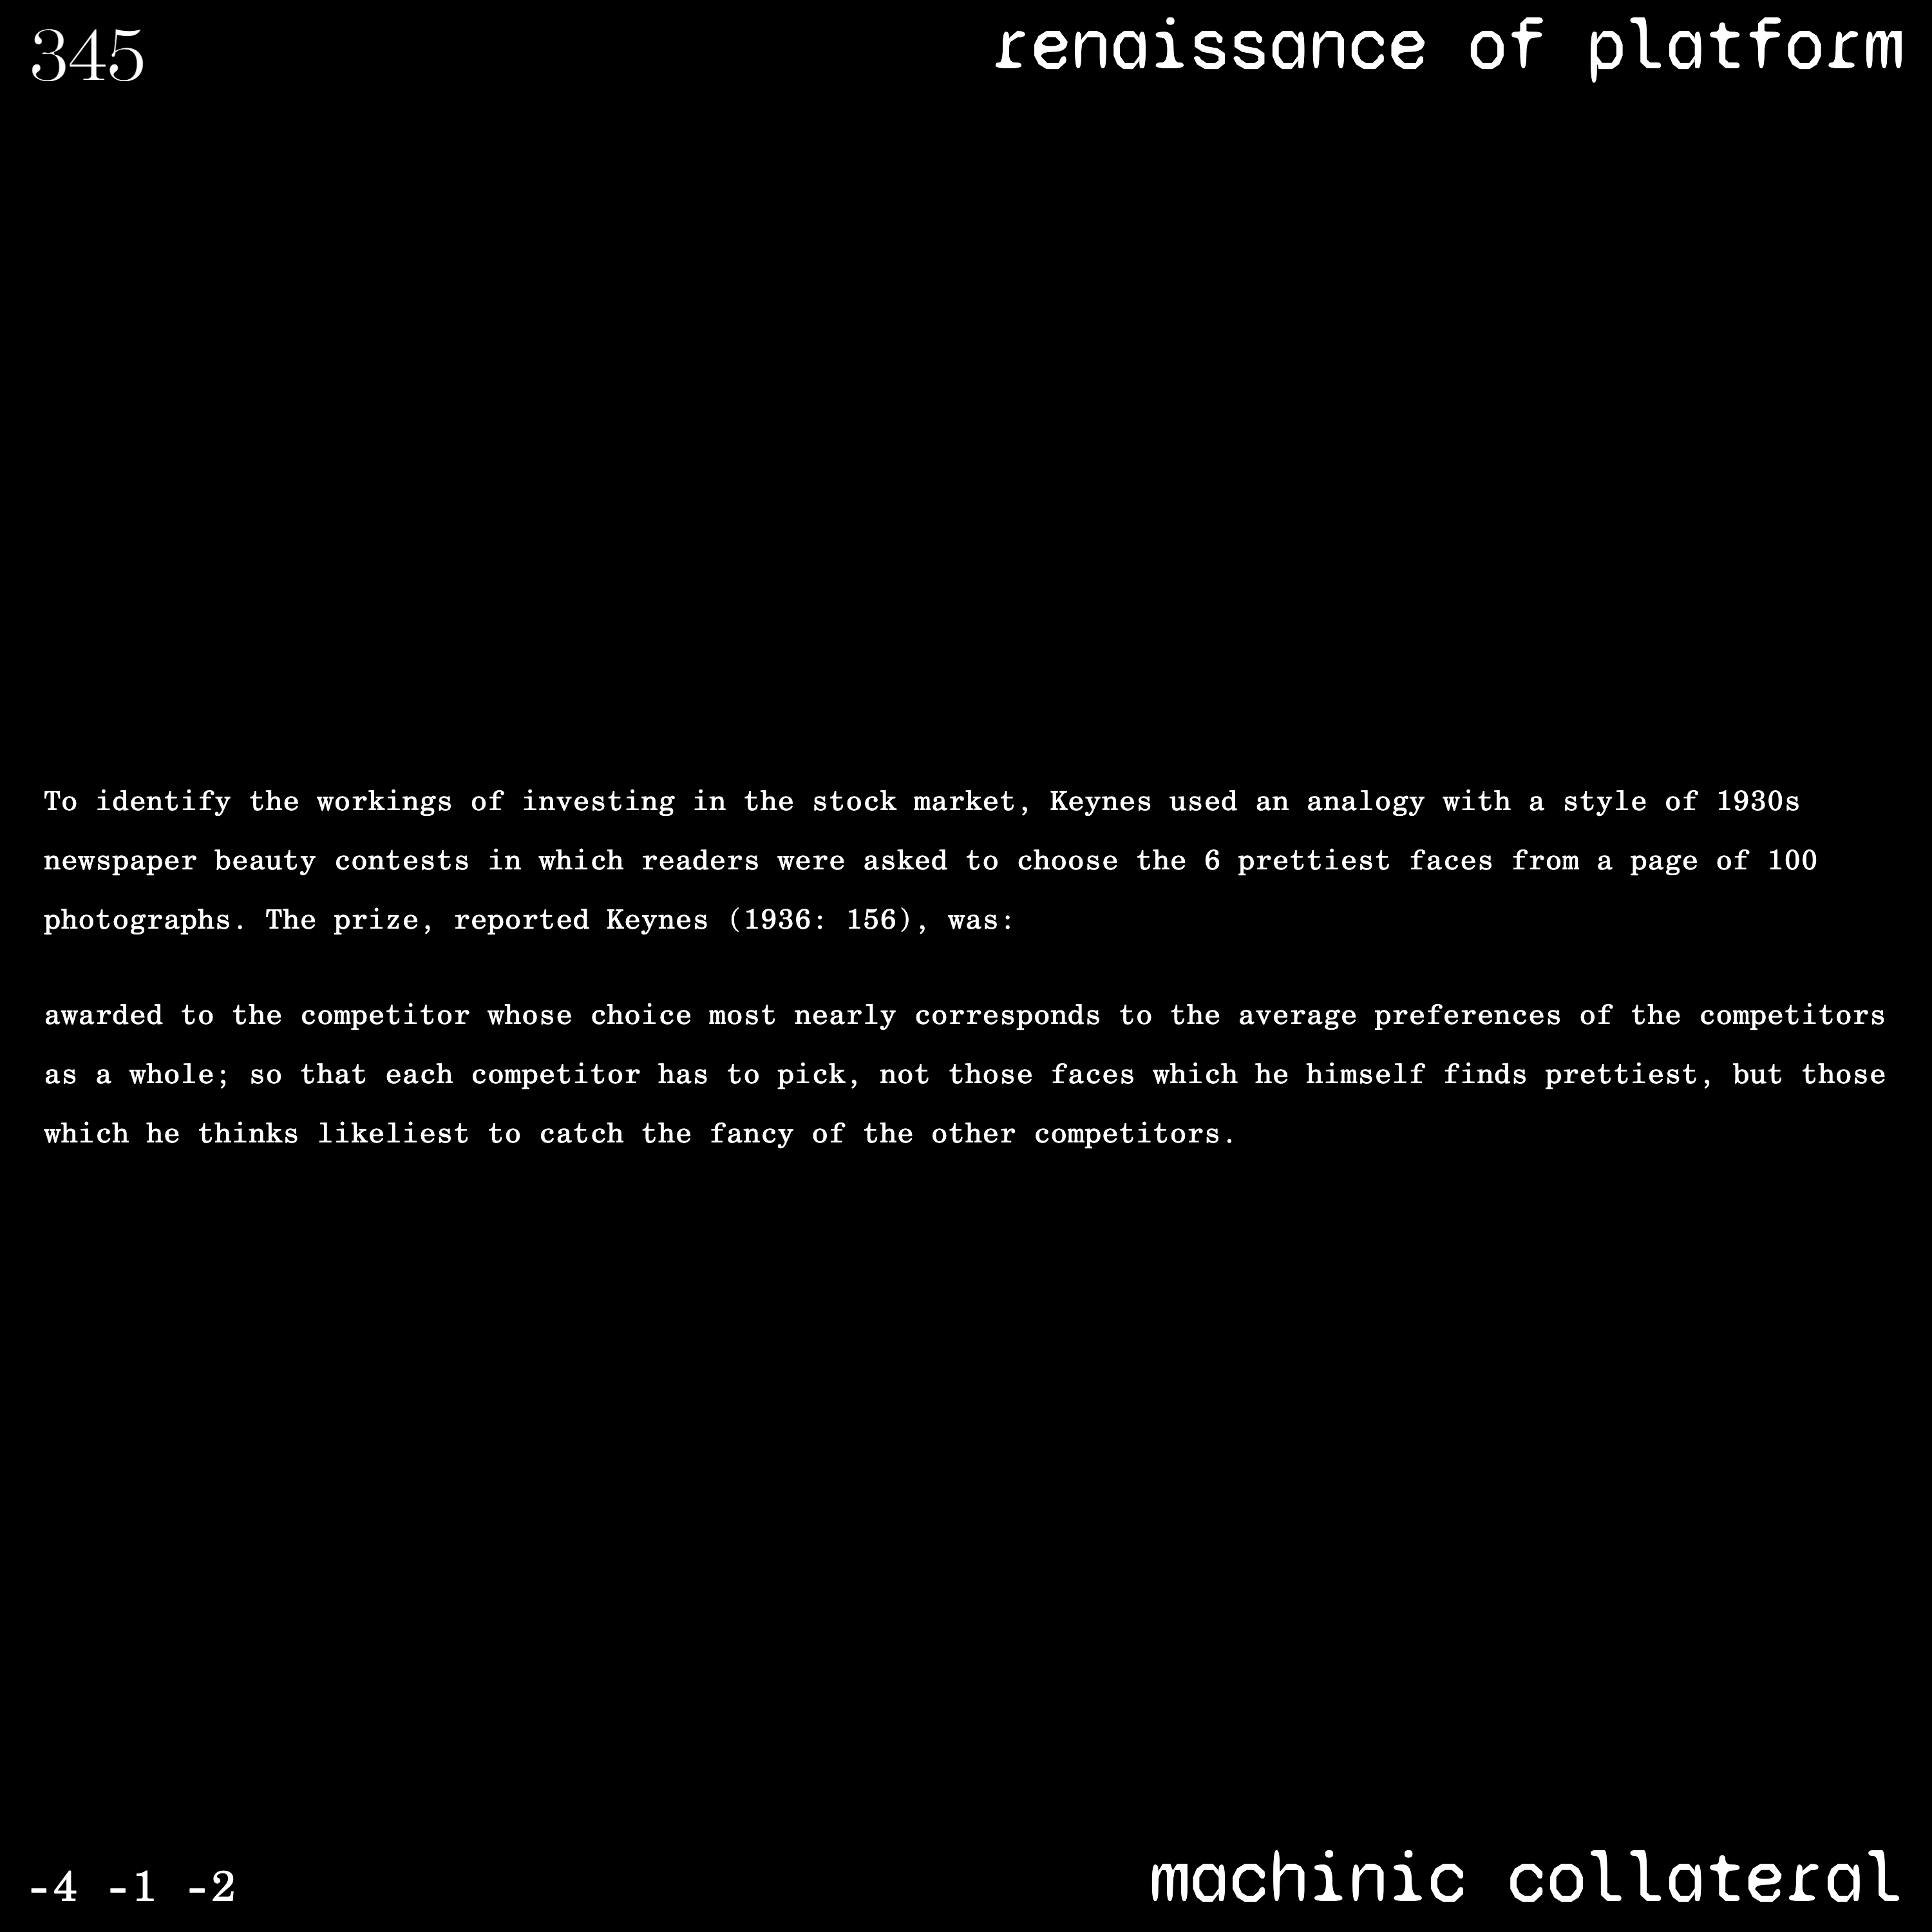 345
renaissance of platform
To identify the workings of investing in the stock market, Keynes used an analogy with a style of 1930s
newspaper beauty contests in which readers were asked to choose the 6 prettiest faces from a page of 100
photographs. The prize, reported Keynes (1936: 156), was:
awarded to the competitor whose choice most nearly corresponds to the average preferences of the competitors
as a whole; so that each competitor has to pick, not those faces which he himself finds prettiest, but those
which he thinks likeliest to catch the fancy of the other competitors.
-4 -1 -2
machinic collateral